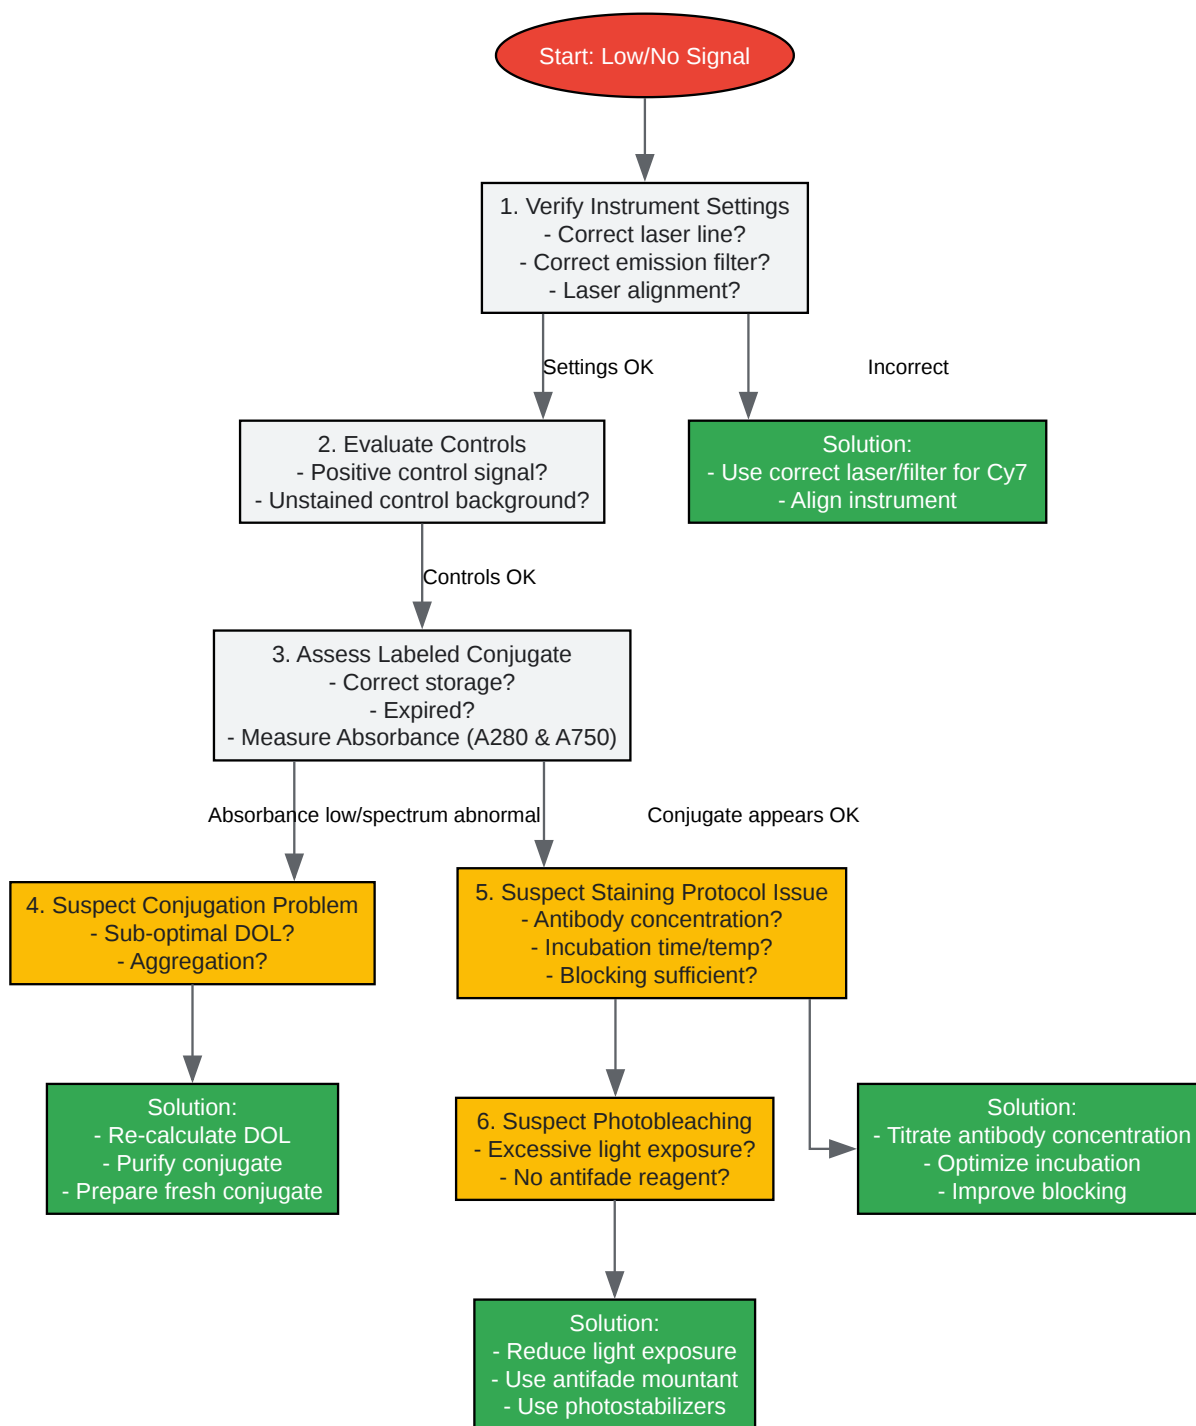 Start: Low/No Signal
1. Verify Instrument Settings
- Correct laser line?
- Correct emission filter?
- Laser alignment?
Settings OK
Incorrect
2. Evaluate Controls
- Positive control signal?
- Unstained control background?
Solution:
- Use correct laser/filter for Cy7
- Align instrument
Controls OK
3. Assess Labeled Conjugate
- Correct storage?
- Expired?
- Measure Absorbance (A280 & A750)
Absorbance low/spectrum abnormal
Conjugate appears OK
4. Suspect Conjugation Problem
- Sub-optimal DOL?
- Aggregation?
5. Suspect Staining Protocol Issue
- Antibody concentration?
- Incubation time/temp?
- Blocking sufficient?
Solution:
- Re-calculate DOL
- Purify conjugate
- Prepare fresh conjugate
6. Suspect Photobleaching
- Excessive light exposure?
- No antifade reagent?
Solution:
- Titrate antibody concentration
- Optimize incubation
- Improve blocking
Solution:
- Reduce light exposure
- Use antifade mountant
- Use photostabilizers